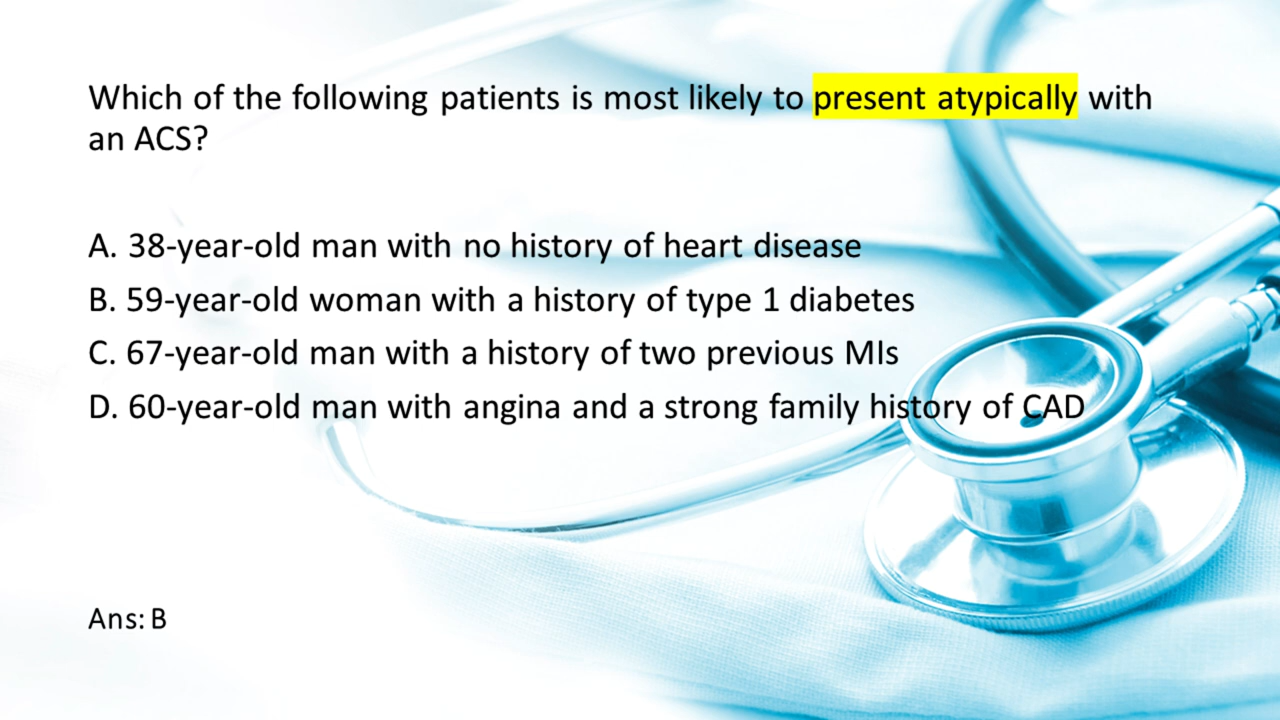 Which of the following patients is most likely to present atypically with
an ACS?
A. 38-year-old man with no history of heart disease
B. 59-year-old woman with a history of type 1 diabetes
C. 67-year-old man with a history of two previous MIs
D. 60-year-old man with angina and a strong family history of CAD
Ans: B